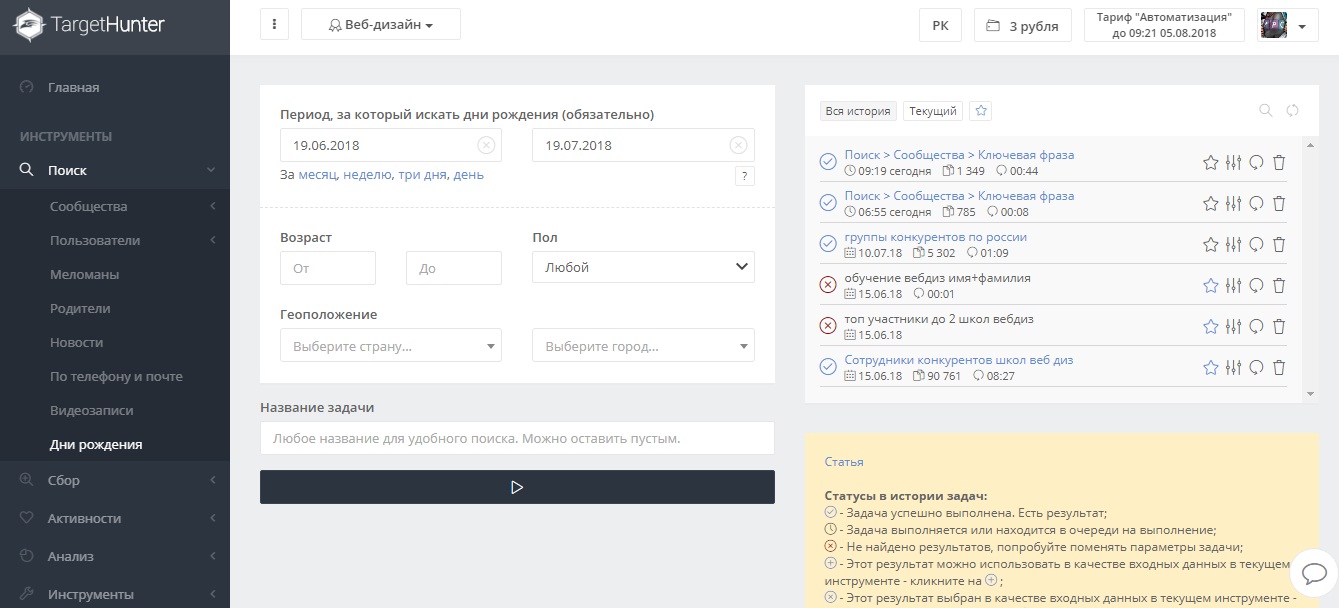 TargetHunter
Веб-дизайн
РК
3 рубля
Тариф "Автоматизация"
до 09:21 05.08.2018
Главная
ИНСТРУМЕНТЫ
Поиск
Сообщества
Пользователи
Меломаны
Родители
Новости
По телефону и почте
Видеозаписи
Дни рождения
Сбор
Активности
Анализ
Инструменты
Период, за который искать дни рождения (обязательно)
19.06.2018
19.07.2018
За месяц, неделю, три дня, день
?
Возраст
Пол
От
До
Любой
Геоположение
Выберите страну...
Выберите город...
Название задачи
Любое название для удобного поиска. Можно оставить пустым.
Вся история
Текущий
Поиск > Сообщества > Ключевая фраза
09:19 сегодня 1 349 00:44
Поиск > Сообщества > Ключевая фраза
06:55 сегодня 785 00:08
группы конкурентов по россии
10.07.18 5 302 01:09
обучение вебдиз имя+фамилия
15.06.18 00:01
топ участники до 2 школ вебдиз
15.06.18
Сотрудники конкурентов школ веб диз
15.06.18 90 761 08:27
Статья
Статусы в истории задач:
- Задача успешно выполнена. Есть результат;
- Задача выполняется или находится в очереди на выполнение;
- Не найдено результатов, попробуйте поменять параметры задачи;
- Этот результат можно использовать в качестве входных данных в текущем
инструменте - кликните на ;
- Этот результат выбран в качестве входных данных в текущем инструменте -